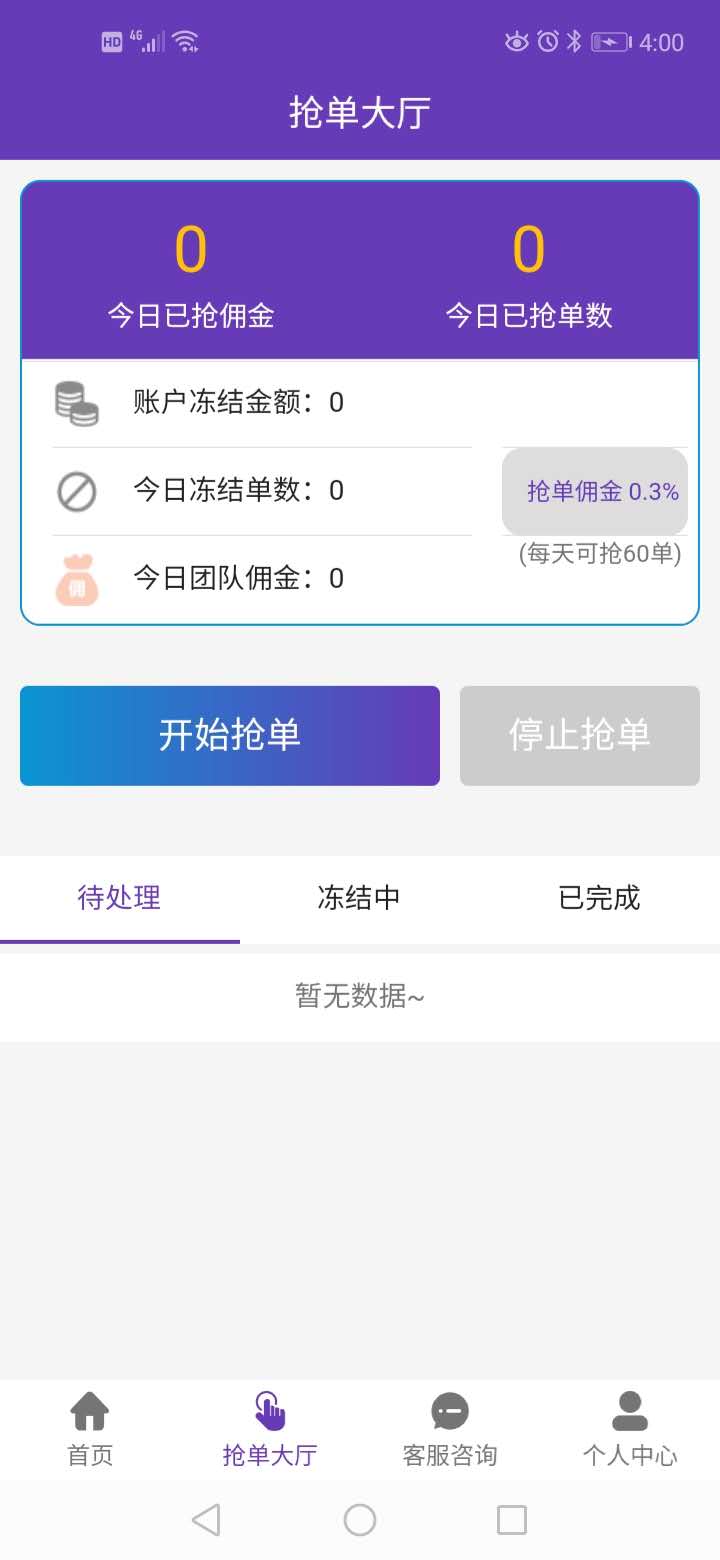 HD 4G 4:00
抢单大厅
0 0
今日已抢佣金 今日已抢单数
账户冻结金额：0
今日冻结单数：0
抢单佣金 0.3%
(每天可抢60单)
佣
今日团队佣金：0
开始抢单 停止抢单
待处理 冻结中 已完成
暂无数据~
首页 抢单大厅 客服咨询 个人中心